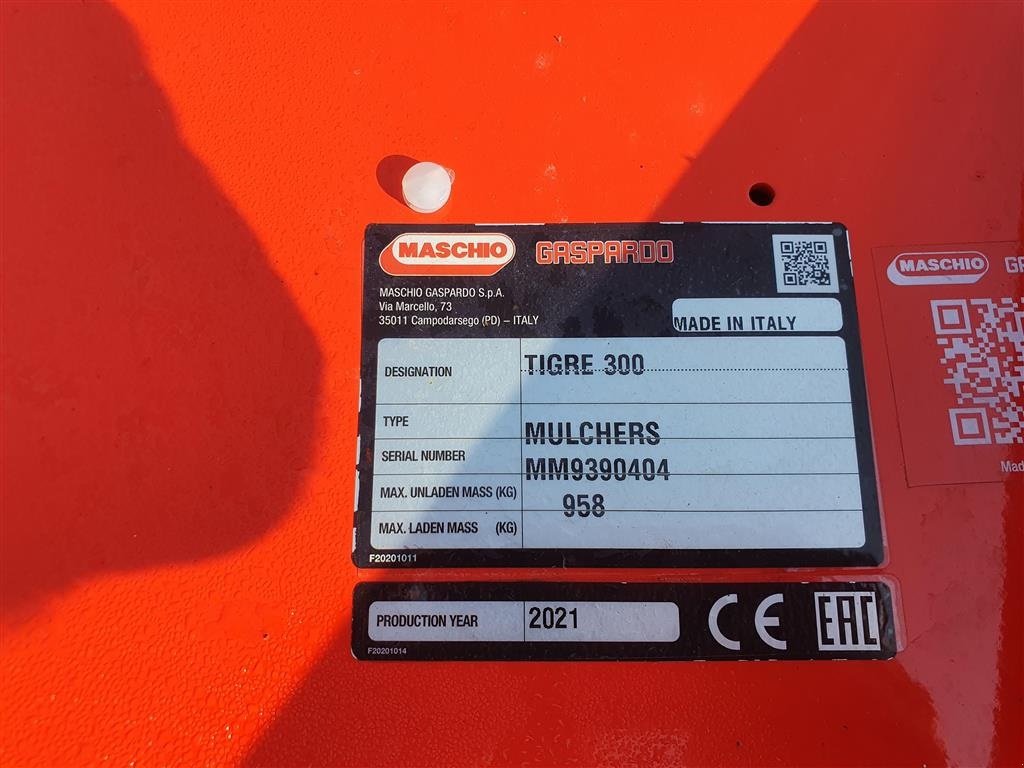 MASCHIO GASPARDO
MASCHIO GASPARDO S.p.A.
Via Marcello, 73
35011 Campodarsego (PD) – ITALY
MADE IN ITALY
DESIGNATION TIGRE 300
TYPE MULCHERS
SERIAL NUMBER MM9390404
MAX. UNLADEN MASS (KG) 958
MAX. LADEN MASS (KG)
F20201011
PRODUCTION YEAR 2021
CE EAC
F20201014
MASCHIO GA
Mad